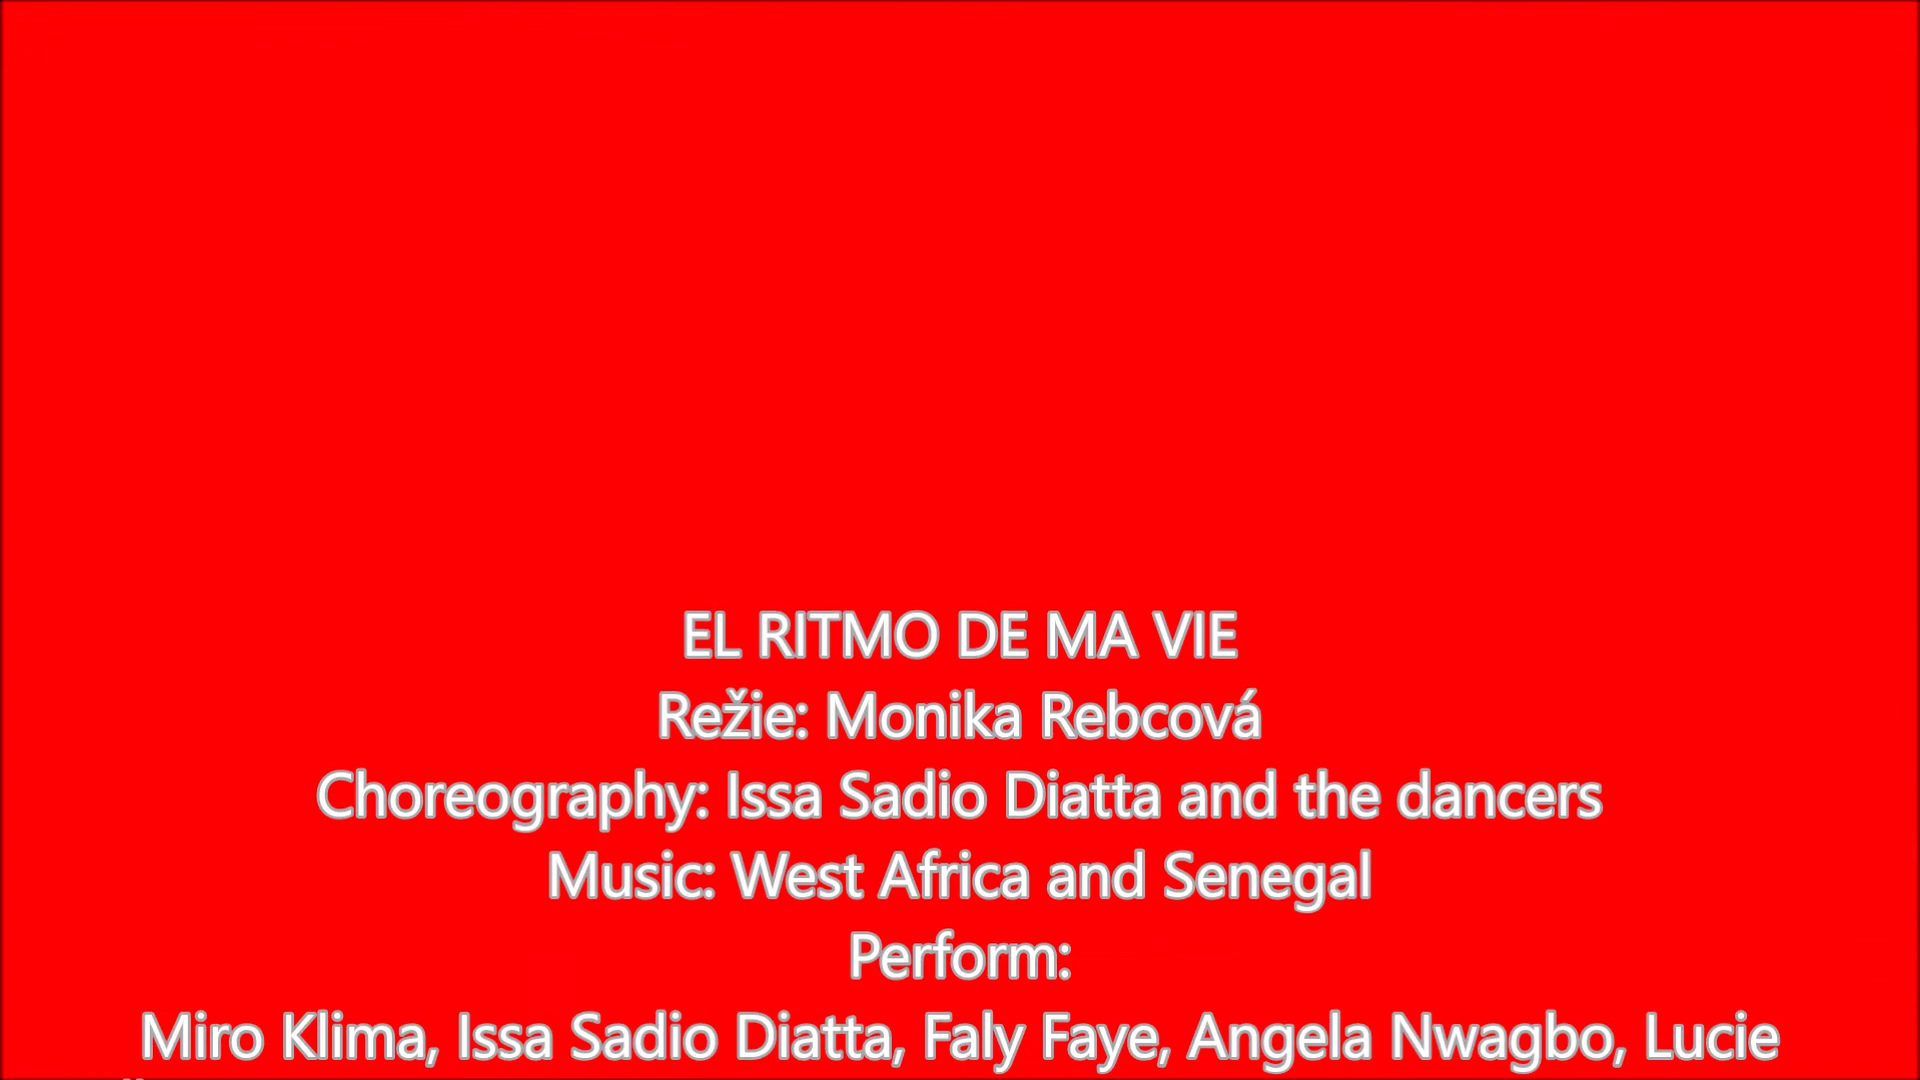 EL RITMO DE MA VIE
Režie: Monika Rebcová
Choreography: Issa Sadio Diatta and the dancers
Music: West Africa and Senegal
Perform:
Miro Klima, Issa Sadio Diatta, Faly Faye, Angela Nwagbo, Lucie